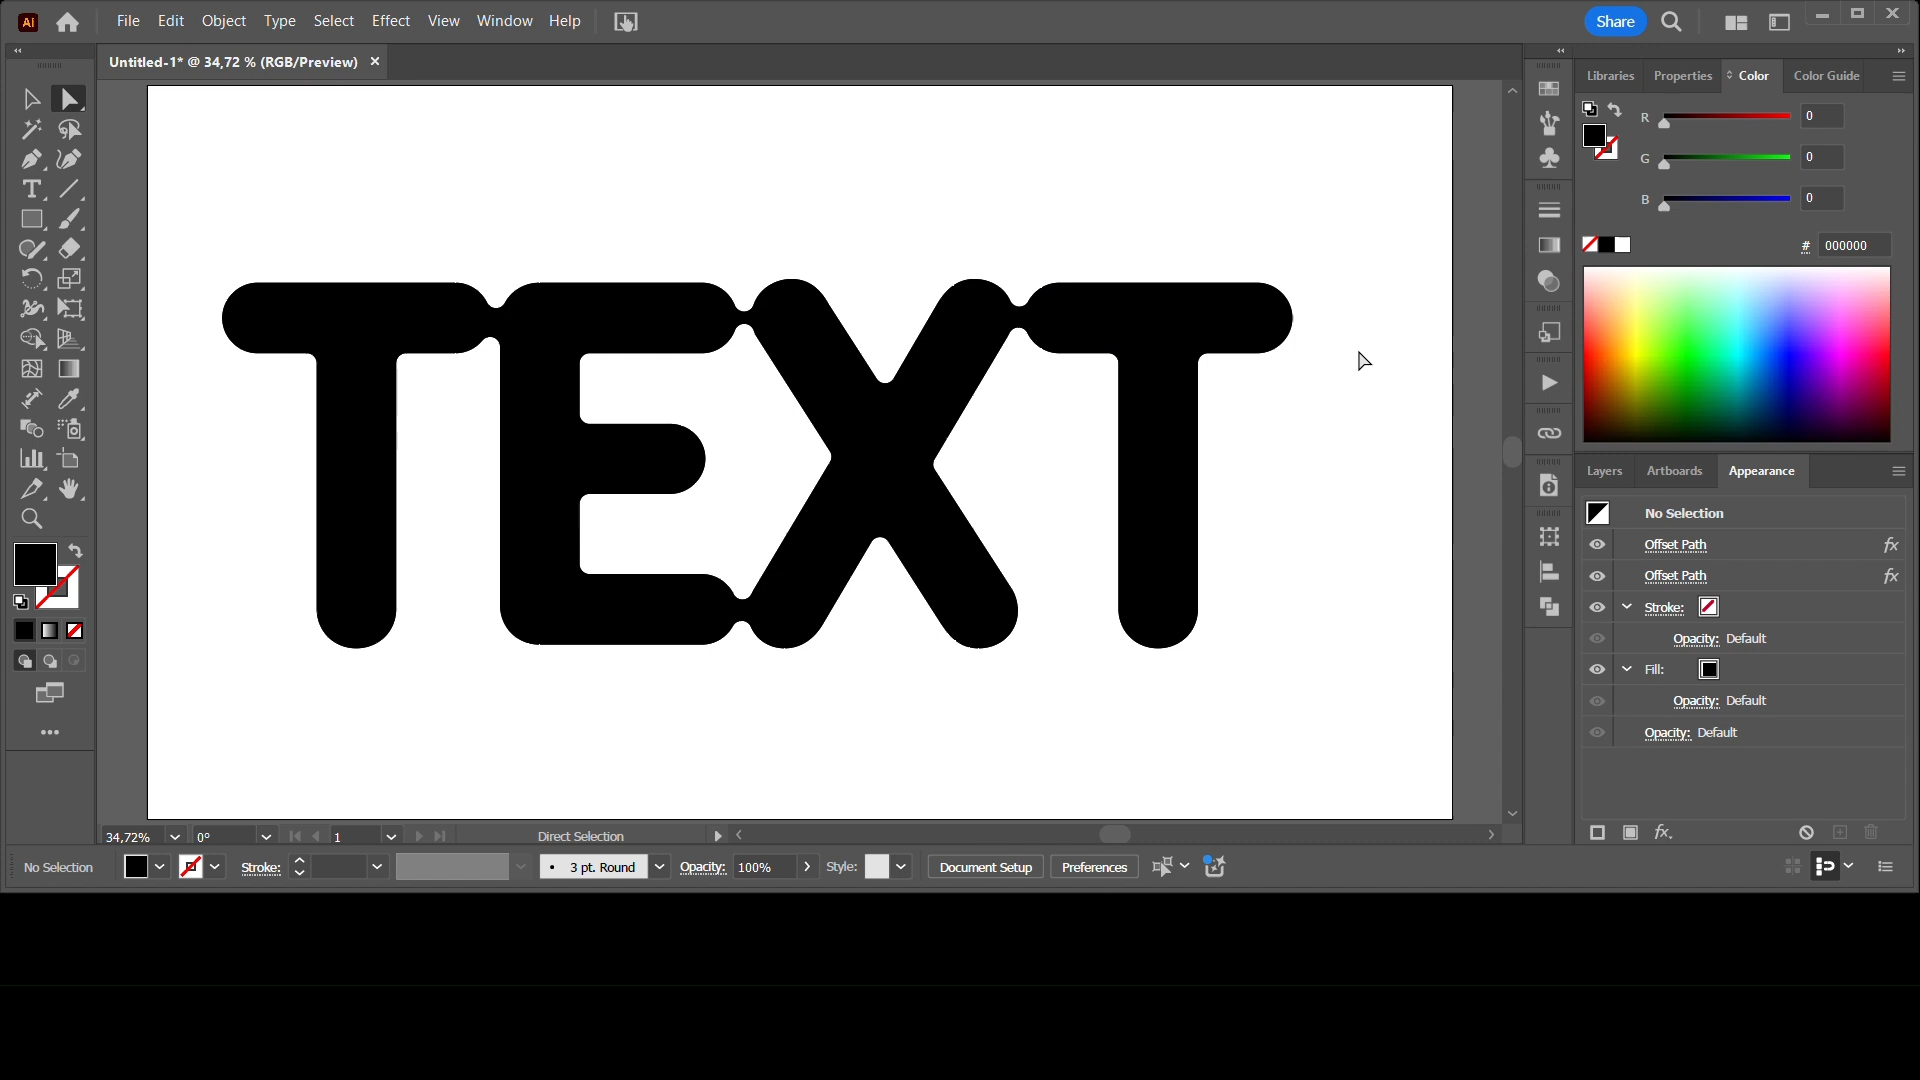 Ai File Edit Object Type Select Effect View Window Help Share
Untitled-1* @ 34,72 % (RGB/Preview)
Libraries Properties Color Color Guide
R 0
G 0
B 0
# 000000
TEXT
Layers Artboards Appearance
No Selection
Offset Path fx
Offset Path fx
Stroke:
Opacity: Default
Fill:
Opacity: Default
Opacity: Default
fx
34,72% 0° 1 Direct Selection
No Selection Stroke: 3 pt. Round Opacity: 100% Style: Document Setup Preferences